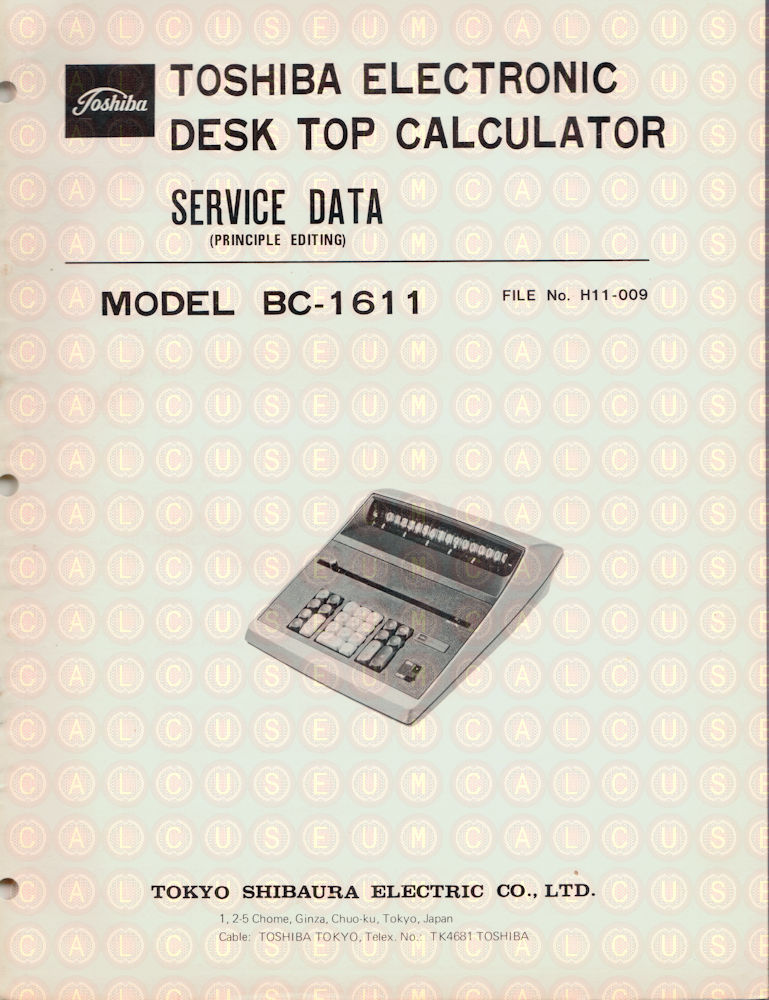 Toshiba
TOSHIBA ELECTRONIC
DESK TOP CALCULATOR
SERVICE DATA
(PRINCIPLE EDITING)
MODEL BC-1611
FILE No. H11-009
TOKYO SHIBAURA ELECTRIC CO., LTD.
1, 2-5 Chome, Ginza, Chuo-ku, Tokyo, Japan
Cable: TOSHIBA TOKYO, Telex. No.: TK4681 TOSHIBA
CALCUSEUM